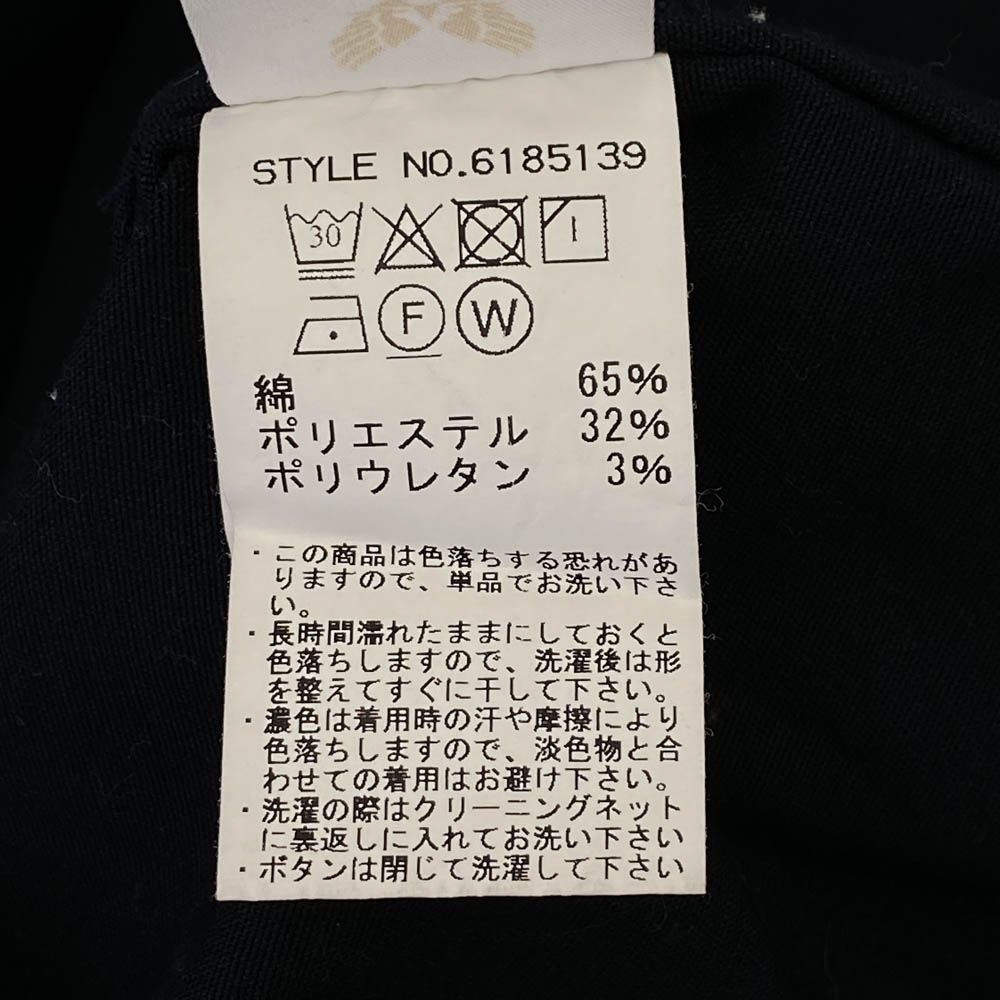 STYLE NO.6185139
30
F W
綿 65%
ポリエステル 32%
ポリウレタン 3%
・この商品は色落ちする恐れがあ
りますので、単品でお洗い下さ
い。
・長時間濡れたままにしておくと
色落ちしますので、洗濯後は形
を整えてすぐに干して下さい。
・濃色は着用時の汗や摩擦により
色落ちしますので、淡色物と合
わせての着用はお避け下さい。
・洗濯の際はクリーニングネット
に裏返しに入れてお洗い下さい
・ボタンは閉じて洗濯して下さい